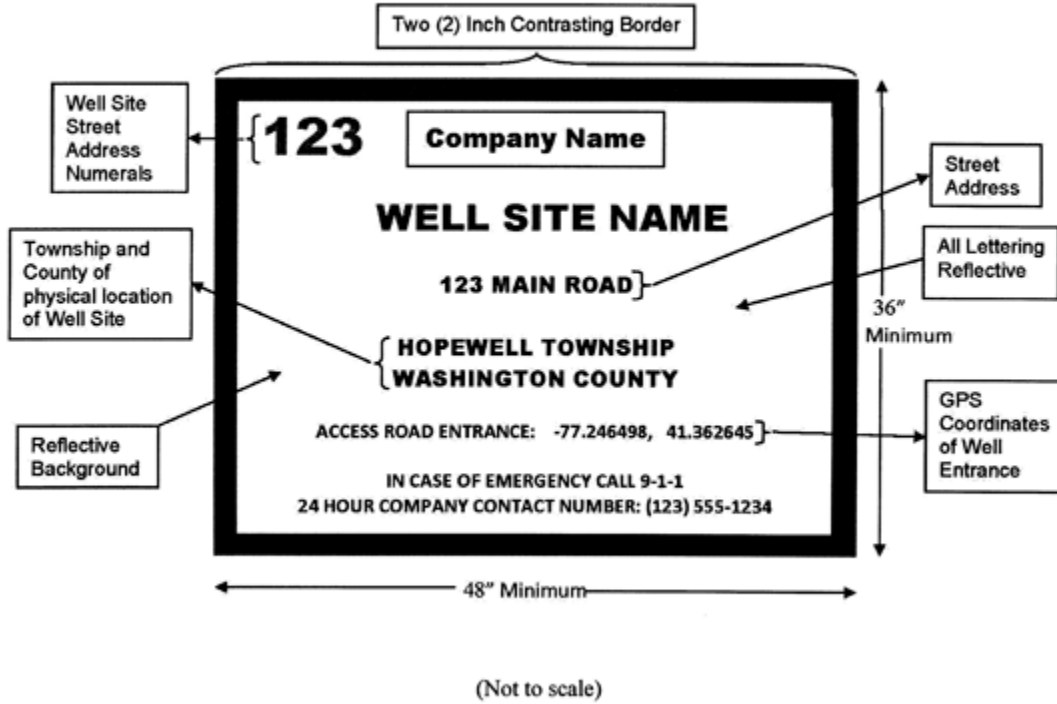 Two (2) Inch Contrasting Border
Well Site
Street
Address
Numerals
123
Company Name
Street
Address
WELL SITE NAME
Township and
County of
physical location
of Well Site
All Lettering
Reflective
123 MAIN ROAD
36"
Minimum
HOPEWELL TOWNSHIP
WASHINGTON COUNTY
GPS
Coordinates
of Well
Entrance
Reflective
Background
ACCESS ROAD ENTRANCE: -77.246498, 41.362645
IN CASE OF EMERGENCY CALL 9-1-1
24 HOUR COMPANY CONTACT NUMBER: (123) 555-1234
48" Minimum
(Not to scale)